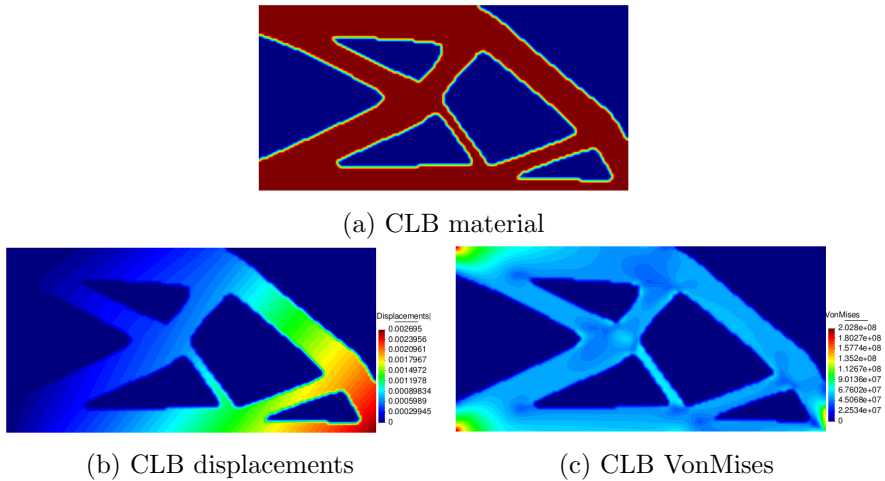 (a) CLB material
|Displacements|
0.002695
0.0023956
0.0020961
0.0017967
0.0014972
0.0011978
0.00089834
0.0005989
0.00029945
0
VonMises
2.028e+08
1.8027e+08
1.5774e+08
1.352e+08
1.1267e+08
9.0136e+07
6.7602e+07
4.5068e+07
2.2534e+07
0
(b) CLB displacements
(c) CLB VonMises